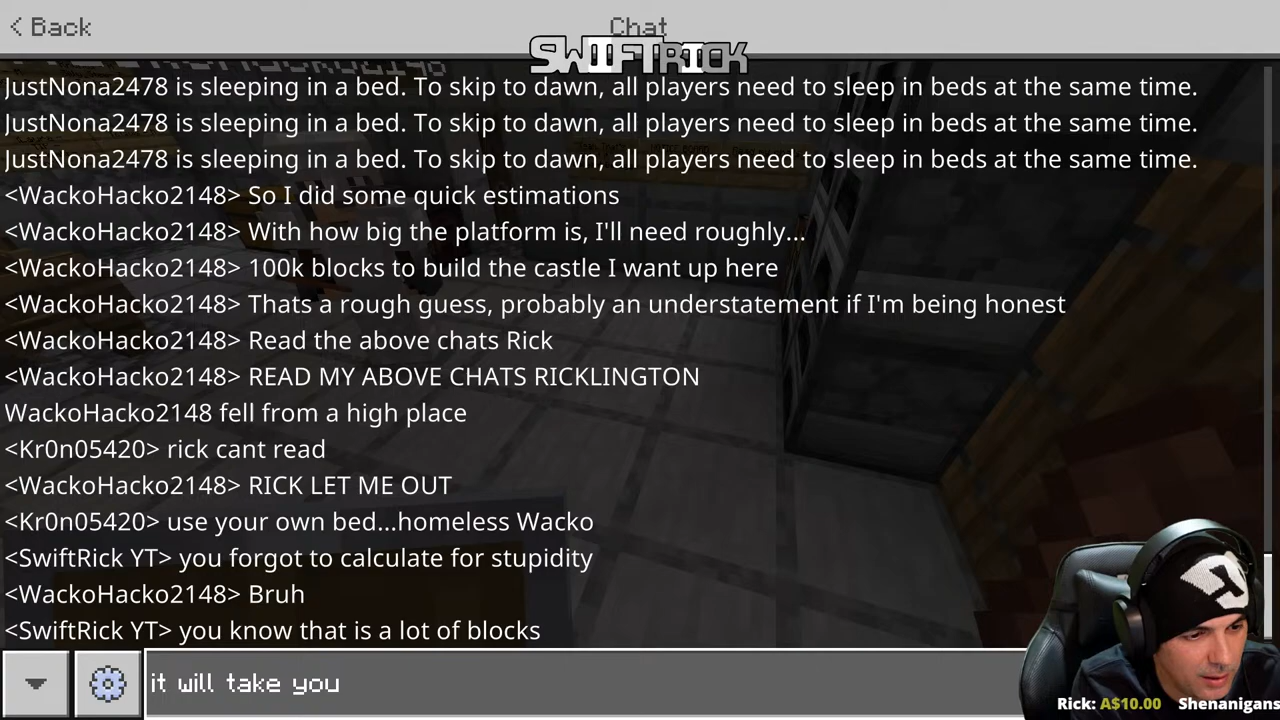 < Back
Chat
SWIFTRICK
JustNona2478 is sleeping in a bed. To skip to dawn, all players need to sleep in beds at the same time.
JustNona2478 is sleeping in a bed. To skip to dawn, all players need to sleep in beds at the same time.
JustNona2478 is sleeping in a bed. To skip to dawn, all players need to sleep in beds at the same time.
<WackoHacko2148> So I did some quick estimations
<WackoHacko2148> With how big the platform is, I'll need roughly...
<WackoHacko2148> 100k blocks to build the castle I want up here
<WackoHacko2148> Thats a rough guess, probably an understatement if I'm being honest
<WackoHacko2148> Read the above chats Rick
<WackoHacko2148> READ MY ABOVE CHATS RICKLINGTON
WackoHacko2148 fell from a high place
<Kr0n05420> rick cant read
<WackoHacko2148> RICK LET ME OUT
<Kr0n05420> use your own bed...homeless Wacko
<SwiftRick YT> you forgot to calculate for stupidity
<WackoHacko2148> Bruh
<SwiftRick YT> you know that is a lot of blocks
it will take you
Rick: A$10.00 Shenanigans